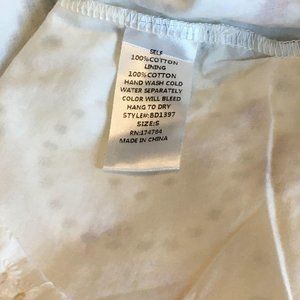 SELF
100%COTTON
LINING
100%COTTON
HAND WASH COLD
WATER SEPARATELY
COLOR WILL BLEED
HANG TO DRY
STYLE#:BD1397
SIZE:S
RN:174764
MADE IN CHINA